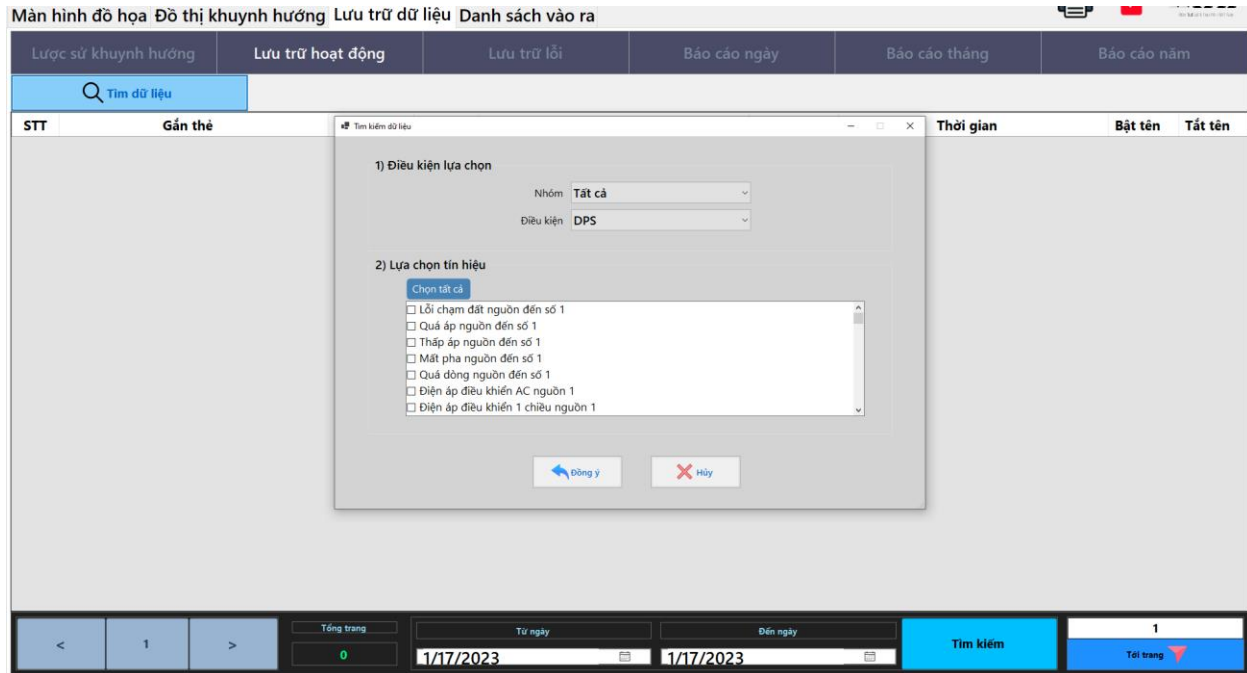 Màn hình đồ họa Đồ thị khuynh hướng Lưu trữ dữ liệu Danh sách vào ra
Lược sử khuynh hướng Lưu trữ hoạt động Lưu trữ lỗi Báo cáo ngày Báo cáo tháng Báo cáo năm
Tìm dữ liệu
STT Gắn thẻ Thời gian Bật tên Tắt tên
Tìm kiếm dữ liệu
1) Điều kiện lựa chọn
Nhóm Tất cả
Điều kiện DPS
2) Lựa chọn tín hiệu
Chọn tất cả
Lỗi chạm đất nguồn đến số 1
Quá áp nguồn đến số 1
Thấp áp nguồn đến số 1
Mất pha nguồn đến số 1
Quá dòng nguồn đến số 1
Điện áp điều khiển AC nguồn 1
Điện áp điều khiển 1 chiều nguồn 1
Đồng ý Hủy
< 1 > Tổng trang Từ ngày Đến ngày Tìm kiếm 1
0 1/17/2023 1/17/2023 Tới trang